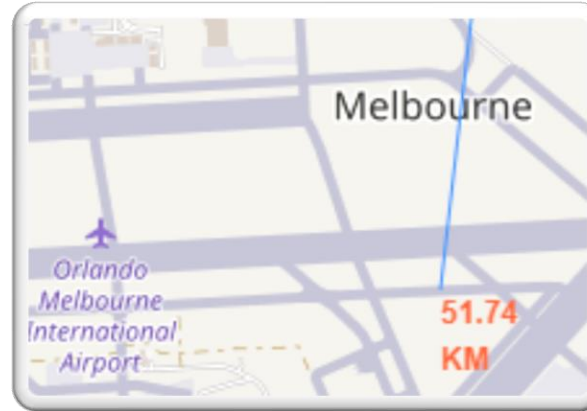 Melbourne
Orlando
Melbourne
International
Airport
51.74
KM